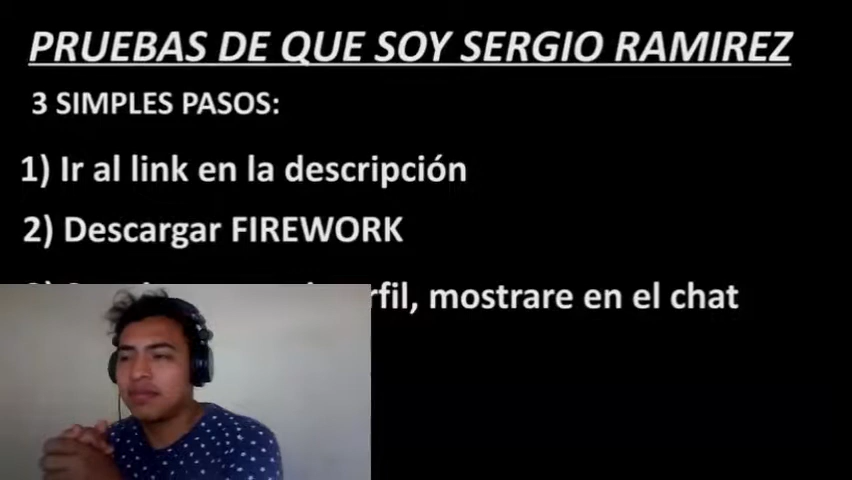 PRUEBAS DE QUE SOY SERGIO RAMIREZ
3 SIMPLES PASOS:
1) Ir al link en la descripción
2) Descargar FIREWORK
mostrare en el chat